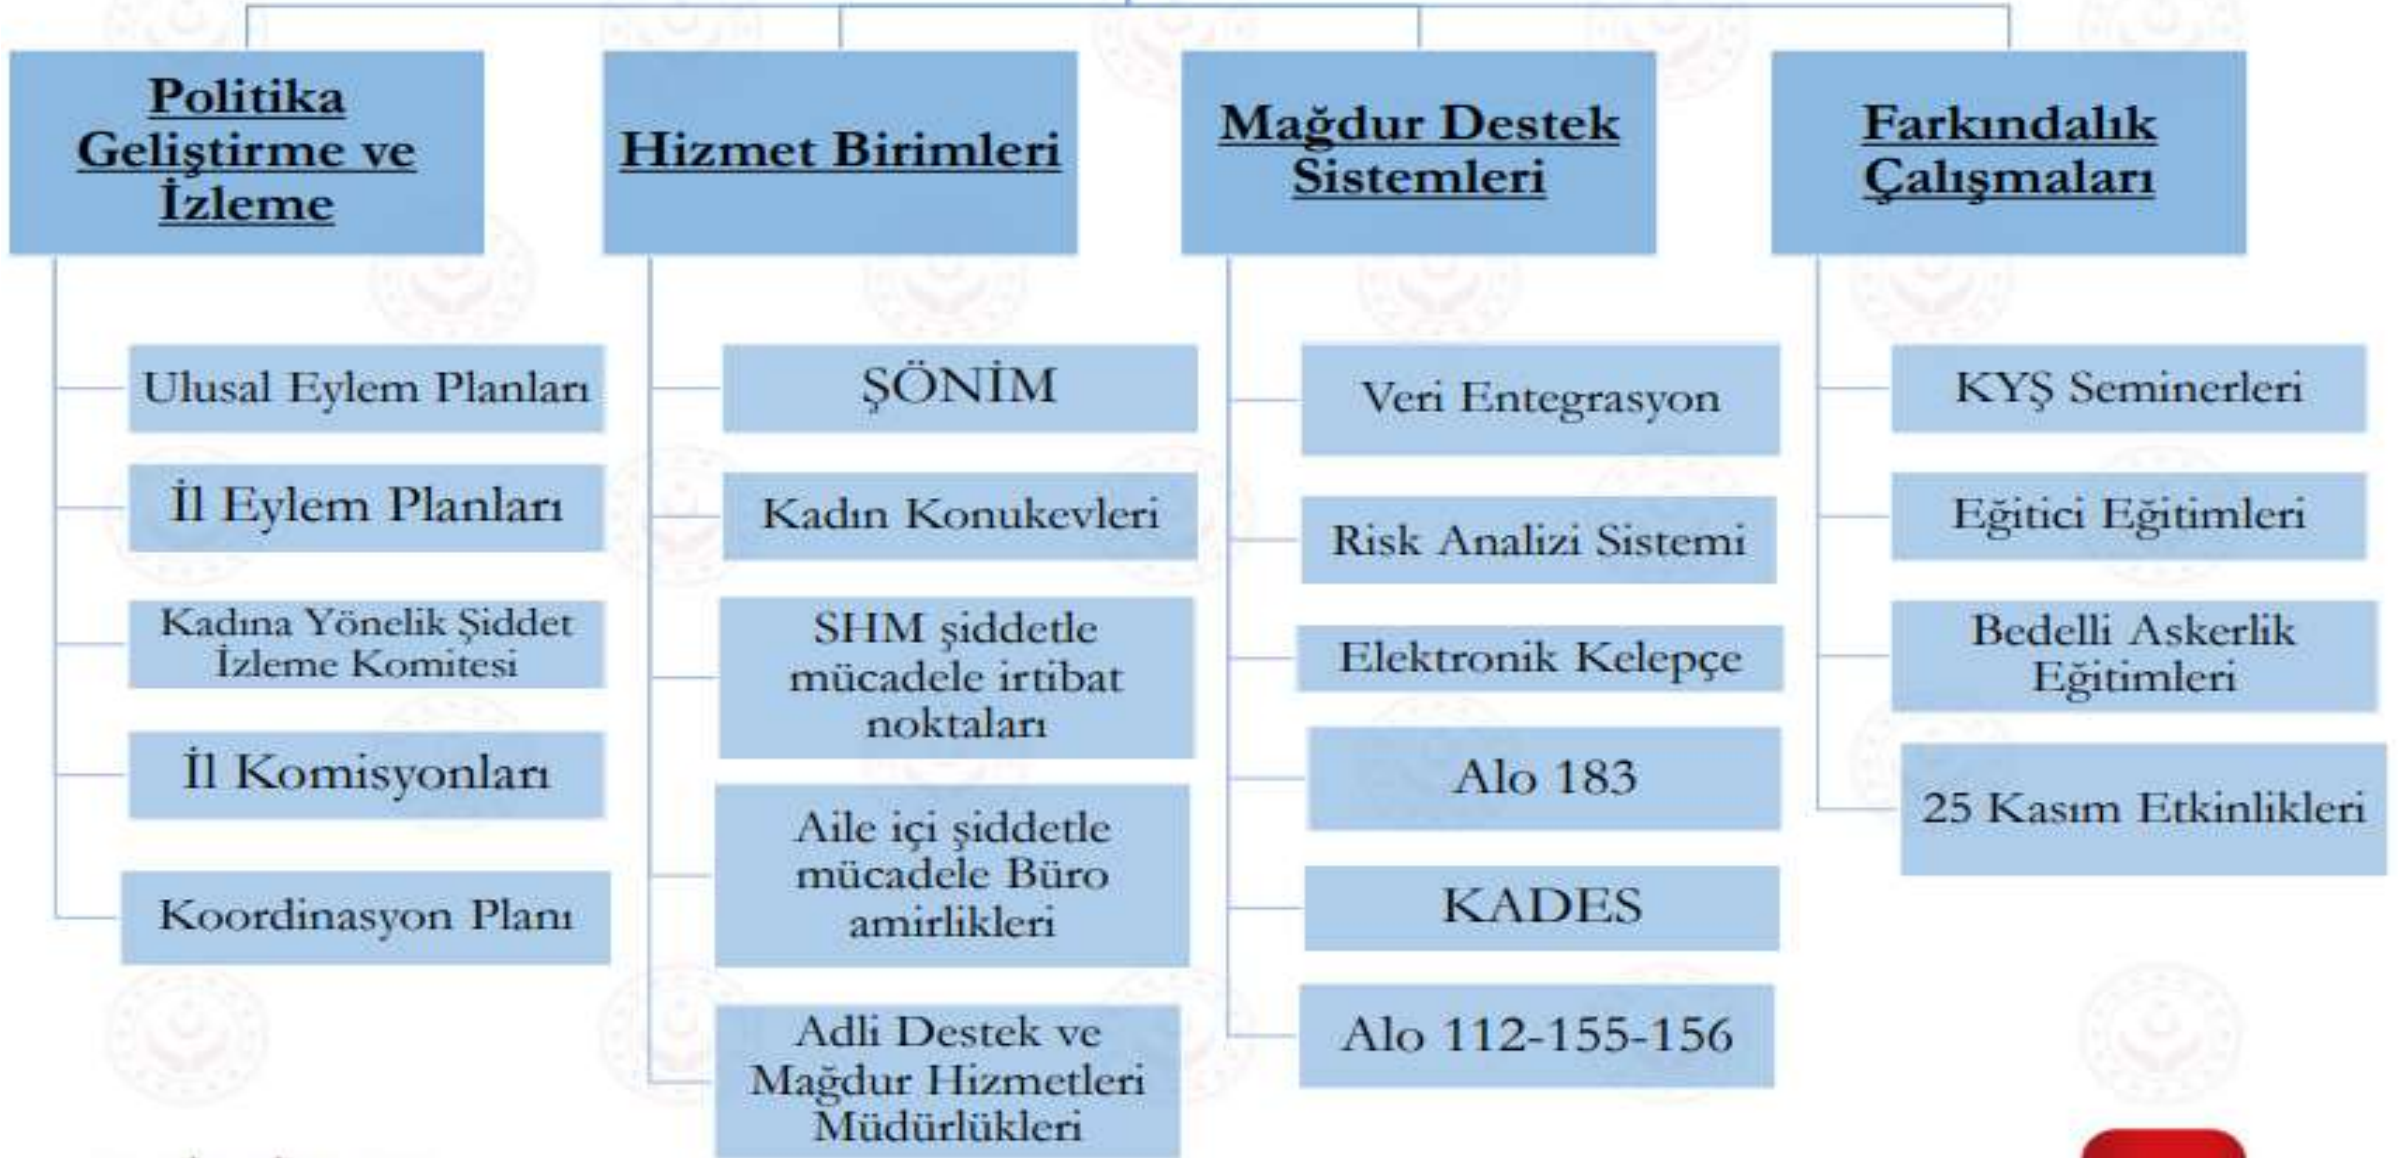 Politika
Geliştirme ve
İzleme
Ulusal Eylem Planları
İl Eylem Planları
Kadına Yönelik Şiddet
İzleme Komitesi
İl Komisyonları
Koordinasyon Planı
Hizmet Birimleri
ŞÖNİM
Kadın Konukevleri
SHM şiddetle
mücadele irtibat
noktaları
Aile içi şiddetle
mücadele Büro
amirlikleri
Adli Destek ve
Mağdur Hizmetleri
Müdürlükleri
Mağdur Destek
Sistemleri
Veri Entegrasyon
Risk Analizi Sistemi
Elektronik Kelepçe
Alo 183
KADES
Alo 112-155-156
Farkındalık
Çalışmaları
KYŞ Seminerleri
Eğitici Eğitimleri
Bedelli Askerlik
Eğitimleri
25 Kasım Etkinlikleri